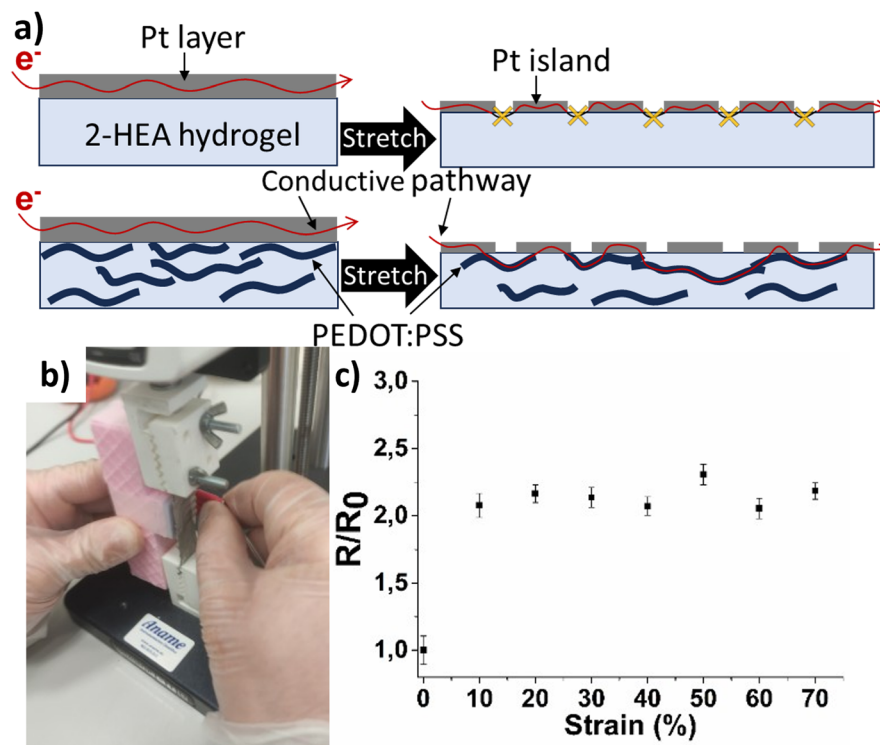 a)
e-
Pt layer
Pt island
2-HEA hydrogel
Stretch
Conductive pathway
e-
Stretch
PEDOT:PSS
b)
Aname
c)
R/R0
3,0
2,5
2,0
1,5
1,0
0 10 20 30 40 50 60 70
Strain (%)